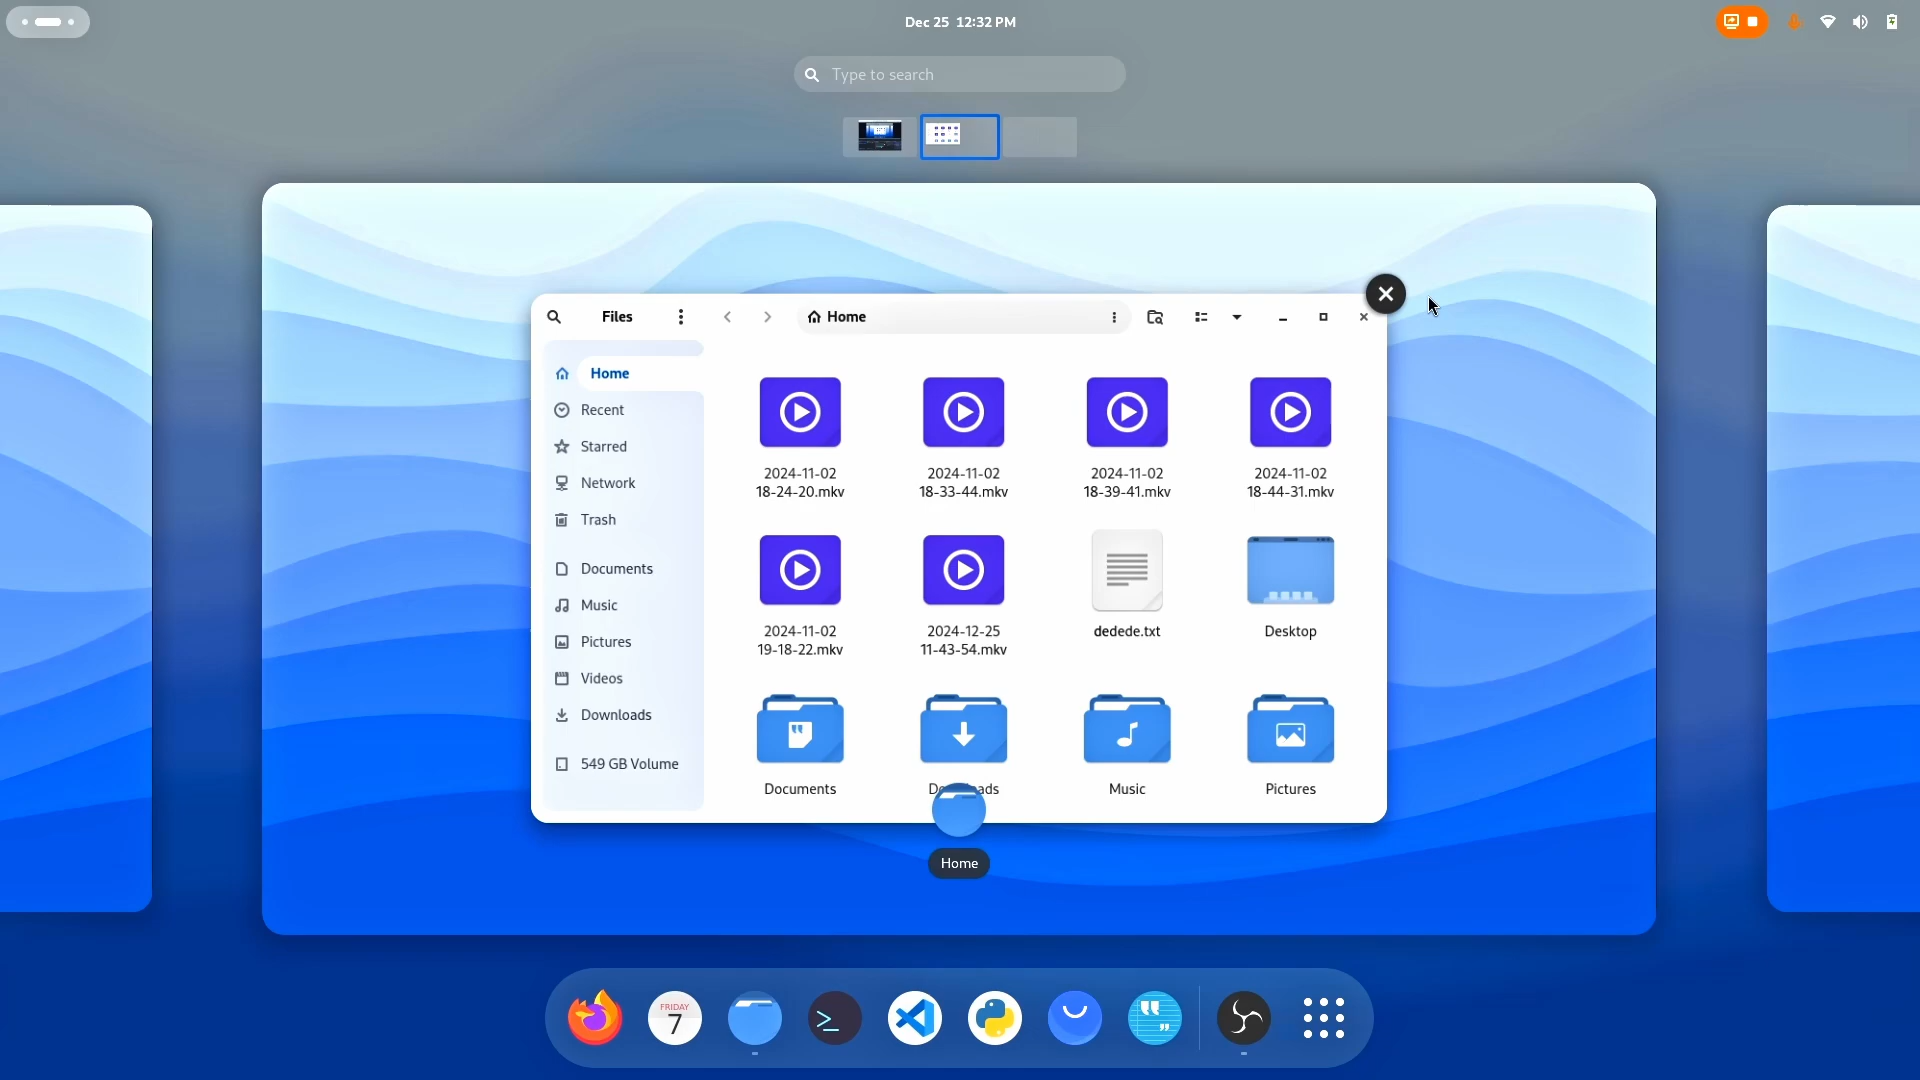 Dec 25 12:32 PM
Type to search
Files
Home
Home
Recent
Starred
Network
Trash
Documents
Music
Pictures
Videos
Downloads
549 GB Volume
2024-11-02
18-24-20.mkv
2024-11-02
18-33-44.mkv
2024-11-02
18-39-41.mkv
2024-11-02
18-44-31.mkv
2024-11-02
19-18-22.mkv
2024-12-25
11-43-54.mkv
dedede.txt
Desktop
Documents
Music
Pictures
Home
FRIDAY
7